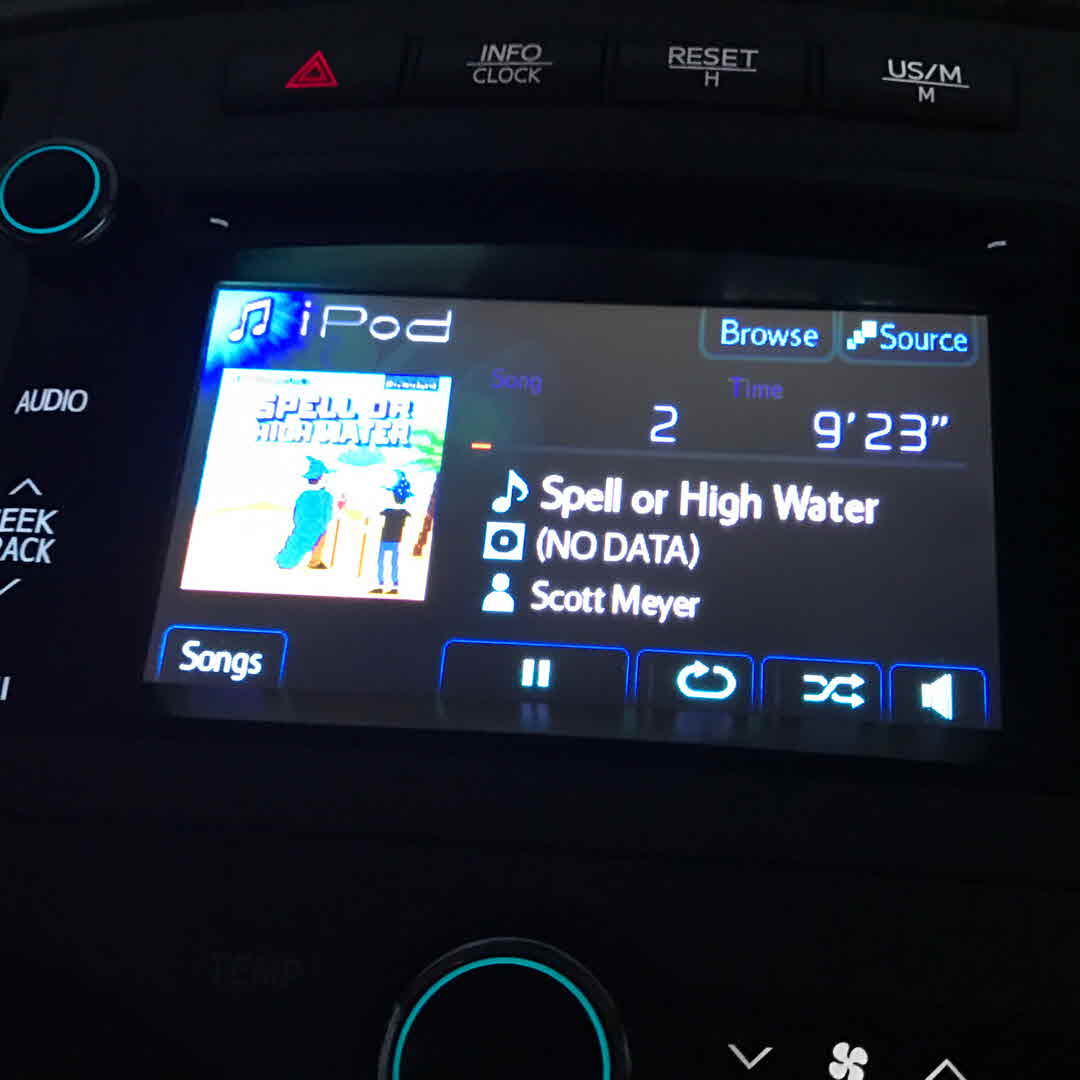 INFO
CLOCK
RESET
H
US/M
M
iPod
Browse
Source
AUDIO
Song
Time
2
9'23”
SPELL OR
HIGH WATER
Spell or High Water
(NO DATA)
Scott Meyer
Songs
EEK
ACK
TEMP